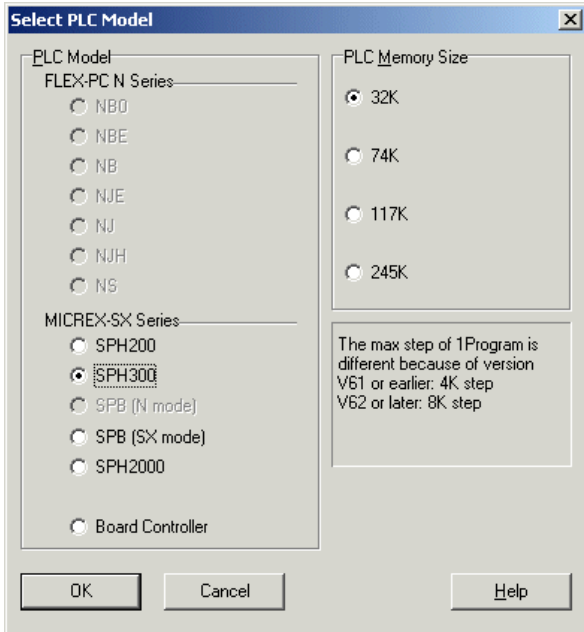 Select PLC Model
PLC Model
FLEX-PC N Series
NB0
NBE
NB
NJE
NJ
NJH
NS
MICREX-SX Series
SPH200
SPH300
SPB (N mode)
SPB (SX mode)
SPH2000
Board Controller
PLC Memory Size
32K
74K
117K
245K
The max step of 1Program is
different because of version
V61 or earlier: 4K step
V62 or later: 8K step
OK
Cancel
Help